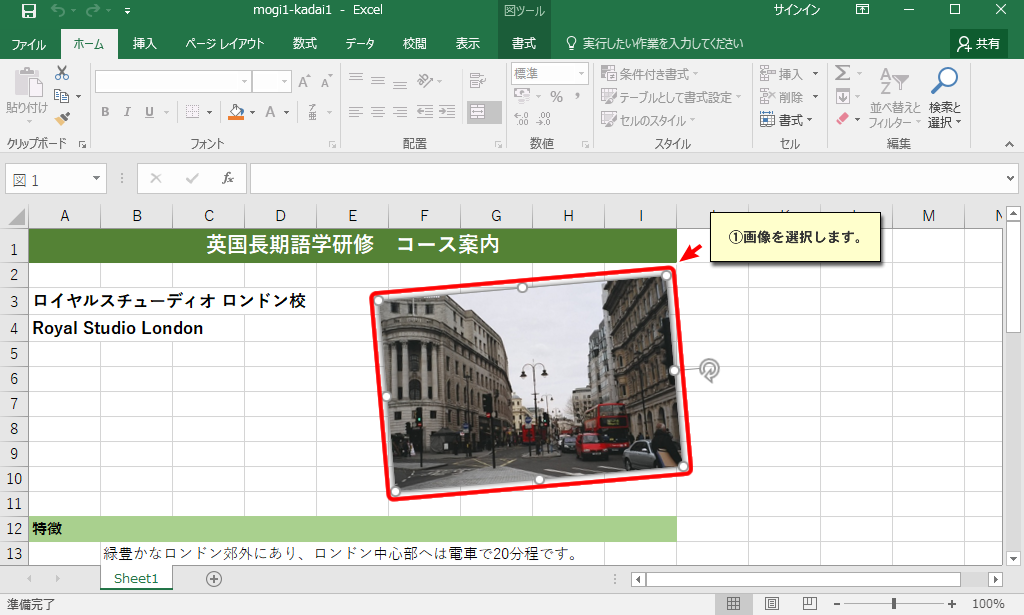 mogi1-kadai1 - Excel
図ツール
サインイン
ファイル ホーム 挿入 ページ レイアウト 数式 データ 校閲 表示 書式 実行したい作業を入力してください 共有
貼り付け
クリップボード
B I U A
フォント
配置
標準
%
数値
条件付き書式
テーブルとして書式設定
セルのスタイル
スタイル
挿入
削除
書式
セル
並べ替えと
フィルター
検索と
選択
編集
図 1
fx
A B C D E F G H I M N
①画像を選択します。
1 英国長期語学研修 コース案内
2
3 ロイヤルスチューディオ ロンドン校
4 Royal Studio London
5
6
7
8
9
10
11
12 特徴
13 緑豊かなロンドン郊外にあり、ロンドン中心部へは電車で20分程です。
Sheet1
準備完了
100%